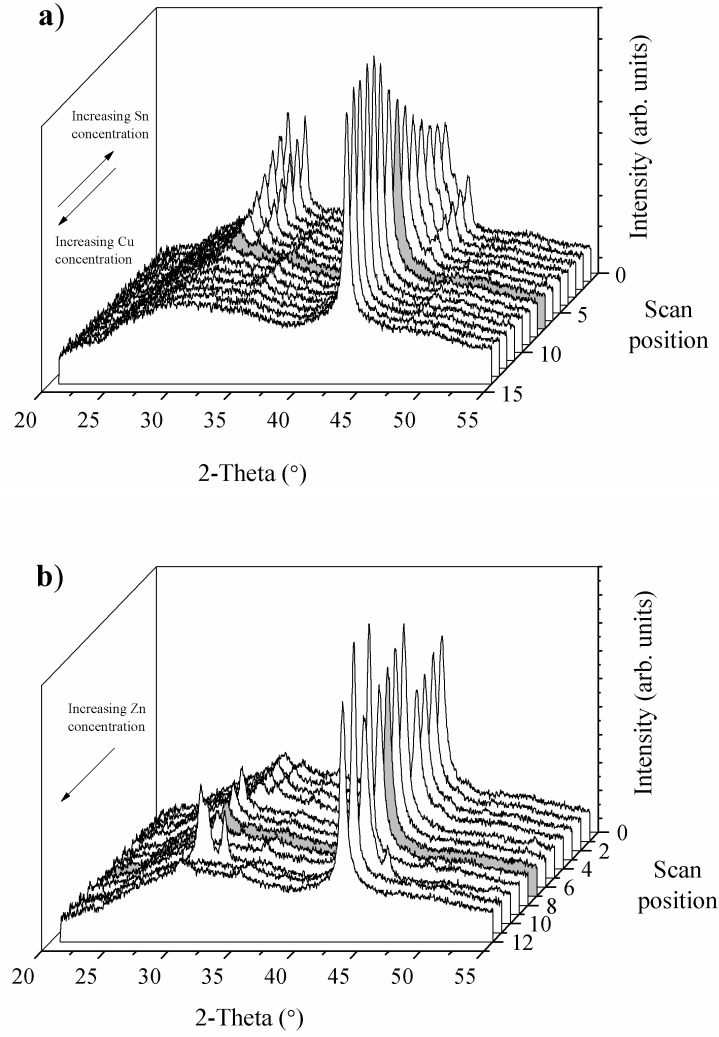 a)
Intensity (arb. units)
Increasing Sn
concentration
Increasing Cu
concentration
0
5
10
15
Scan
position
20 25 30 35 40 45 50 55
2-Theta (°)
b)
Intensity (arb. units)
Increasing Zn
concentration
0
2
4
6
8
10
12
Scan
position
20 25 30 35 40 45 50 55
2-Theta (°)